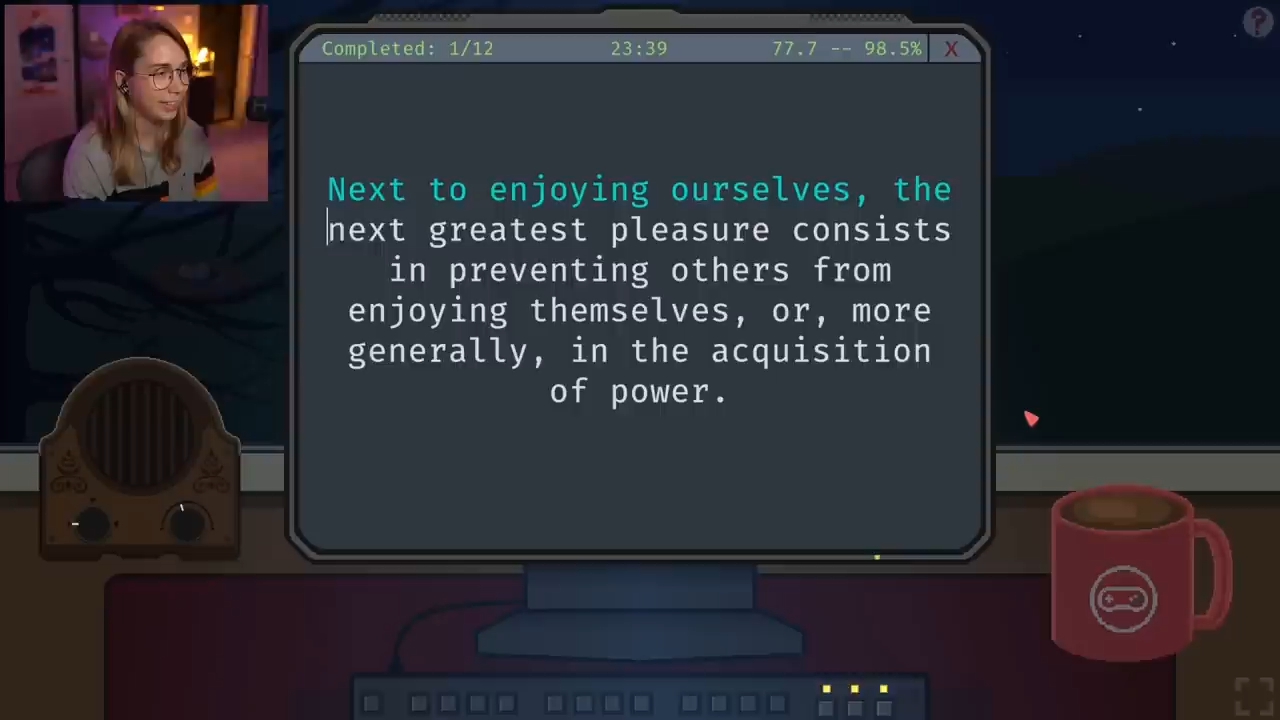 Completed: 1/12 23:39 77.7 -- 98.5% X
?
Next to enjoying ourselves, the
next greatest pleasure consists
in preventing others from
enjoying themselves, or, more
generally, in the acquisition
of power.